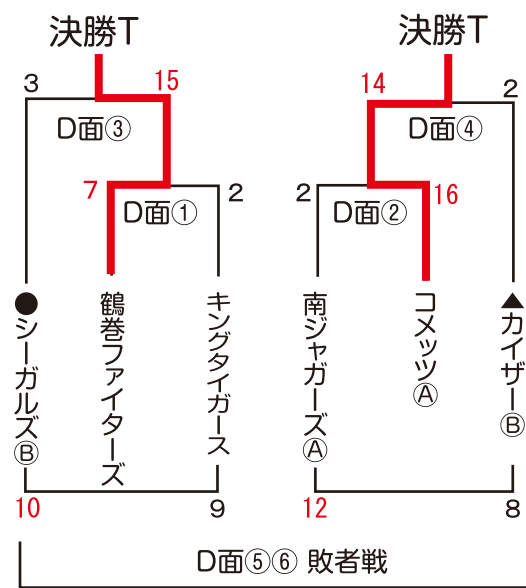 決勝T 決勝T
3 15 14 2
D面③ D面④
7 2 2 16
D面① D面②
●シーガルズⒷ
鶴巻ファイターズ
キングタイガース
南ジャガーズⒶ
コメッツⒶ
▲カイザーⒷ
10 9 12 8
D面⑤⑥ 敗者戦